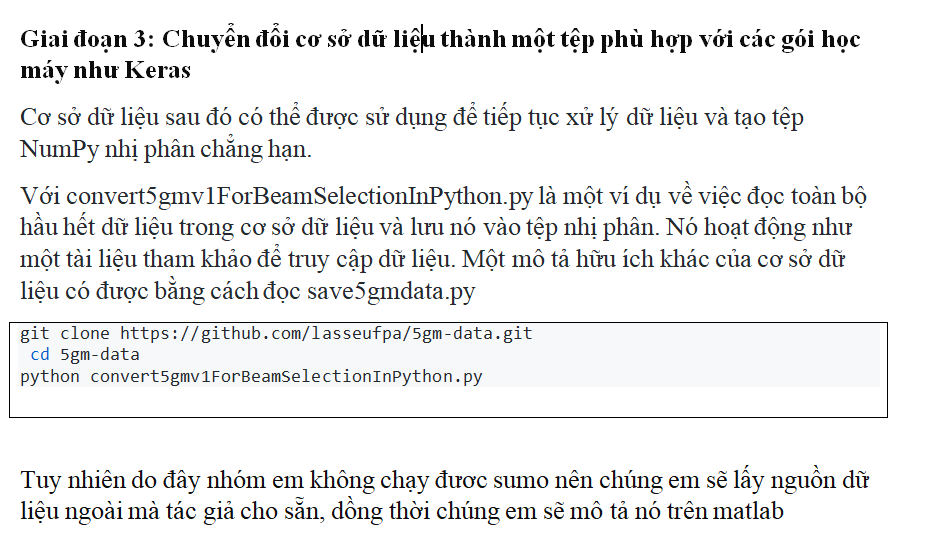 Giai đoạn 3: Chuyển đổi cơ sở dữ liệu thành một tệp phù hợp với các gói học
máy như Keras
Cơ sở dữ liệu sau đó có thể được sử dụng để tiếp tục xử lý dữ liệu và tạo tệp
NumPy nhị phân chẳng hạn.
Với convert5gmv1ForBeamSelectionInPython.py là một ví dụ về việc đọc toàn bộ
hầu hết dữ liệu trong cơ sở dữ liệu và lưu nó vào tệp nhị phân. Nó hoạt động như
một tài liệu tham khảo để truy cập dữ liệu. Một mô tả hữu ích khác của cơ sở dữ
liệu có được bằng cách đọc save5gmdata.py
git clone https://github.com/lasseufpa/5gm-data.git
cd 5gm-data
python convert5gmv1ForBeamSelectionInPython.py
Tuy nhiên do đây nhóm em không chạy đươc sumo nên chúng em sẽ lấy nguồn dữ
liệu ngoài mà tác giả cho sẵn, dồng thời chúng em sẽ mô tả nó trên matlab